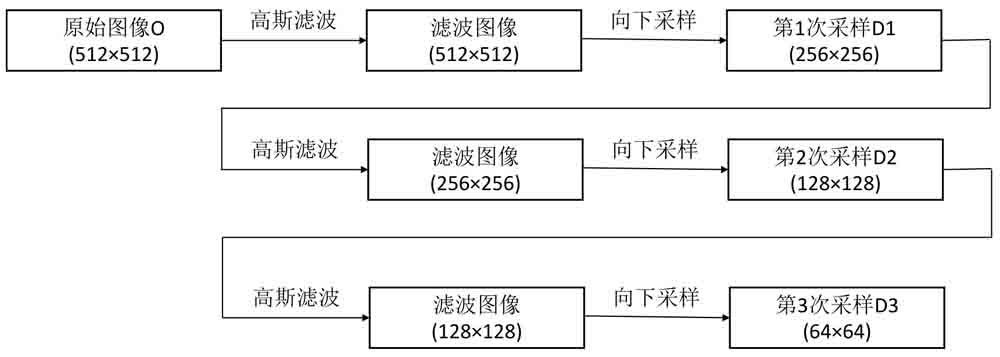 原始图像O
(512×512)
高斯滤波
滤波图像
(512×512)
向下采样
第1次采样D1
(256×256)
高斯滤波
滤波图像
(256×256)
向下采样
第2次采样D2
(128×128)
高斯滤波
滤波图像
(128×128)
向下采样
第3次采样D3
(64×64)